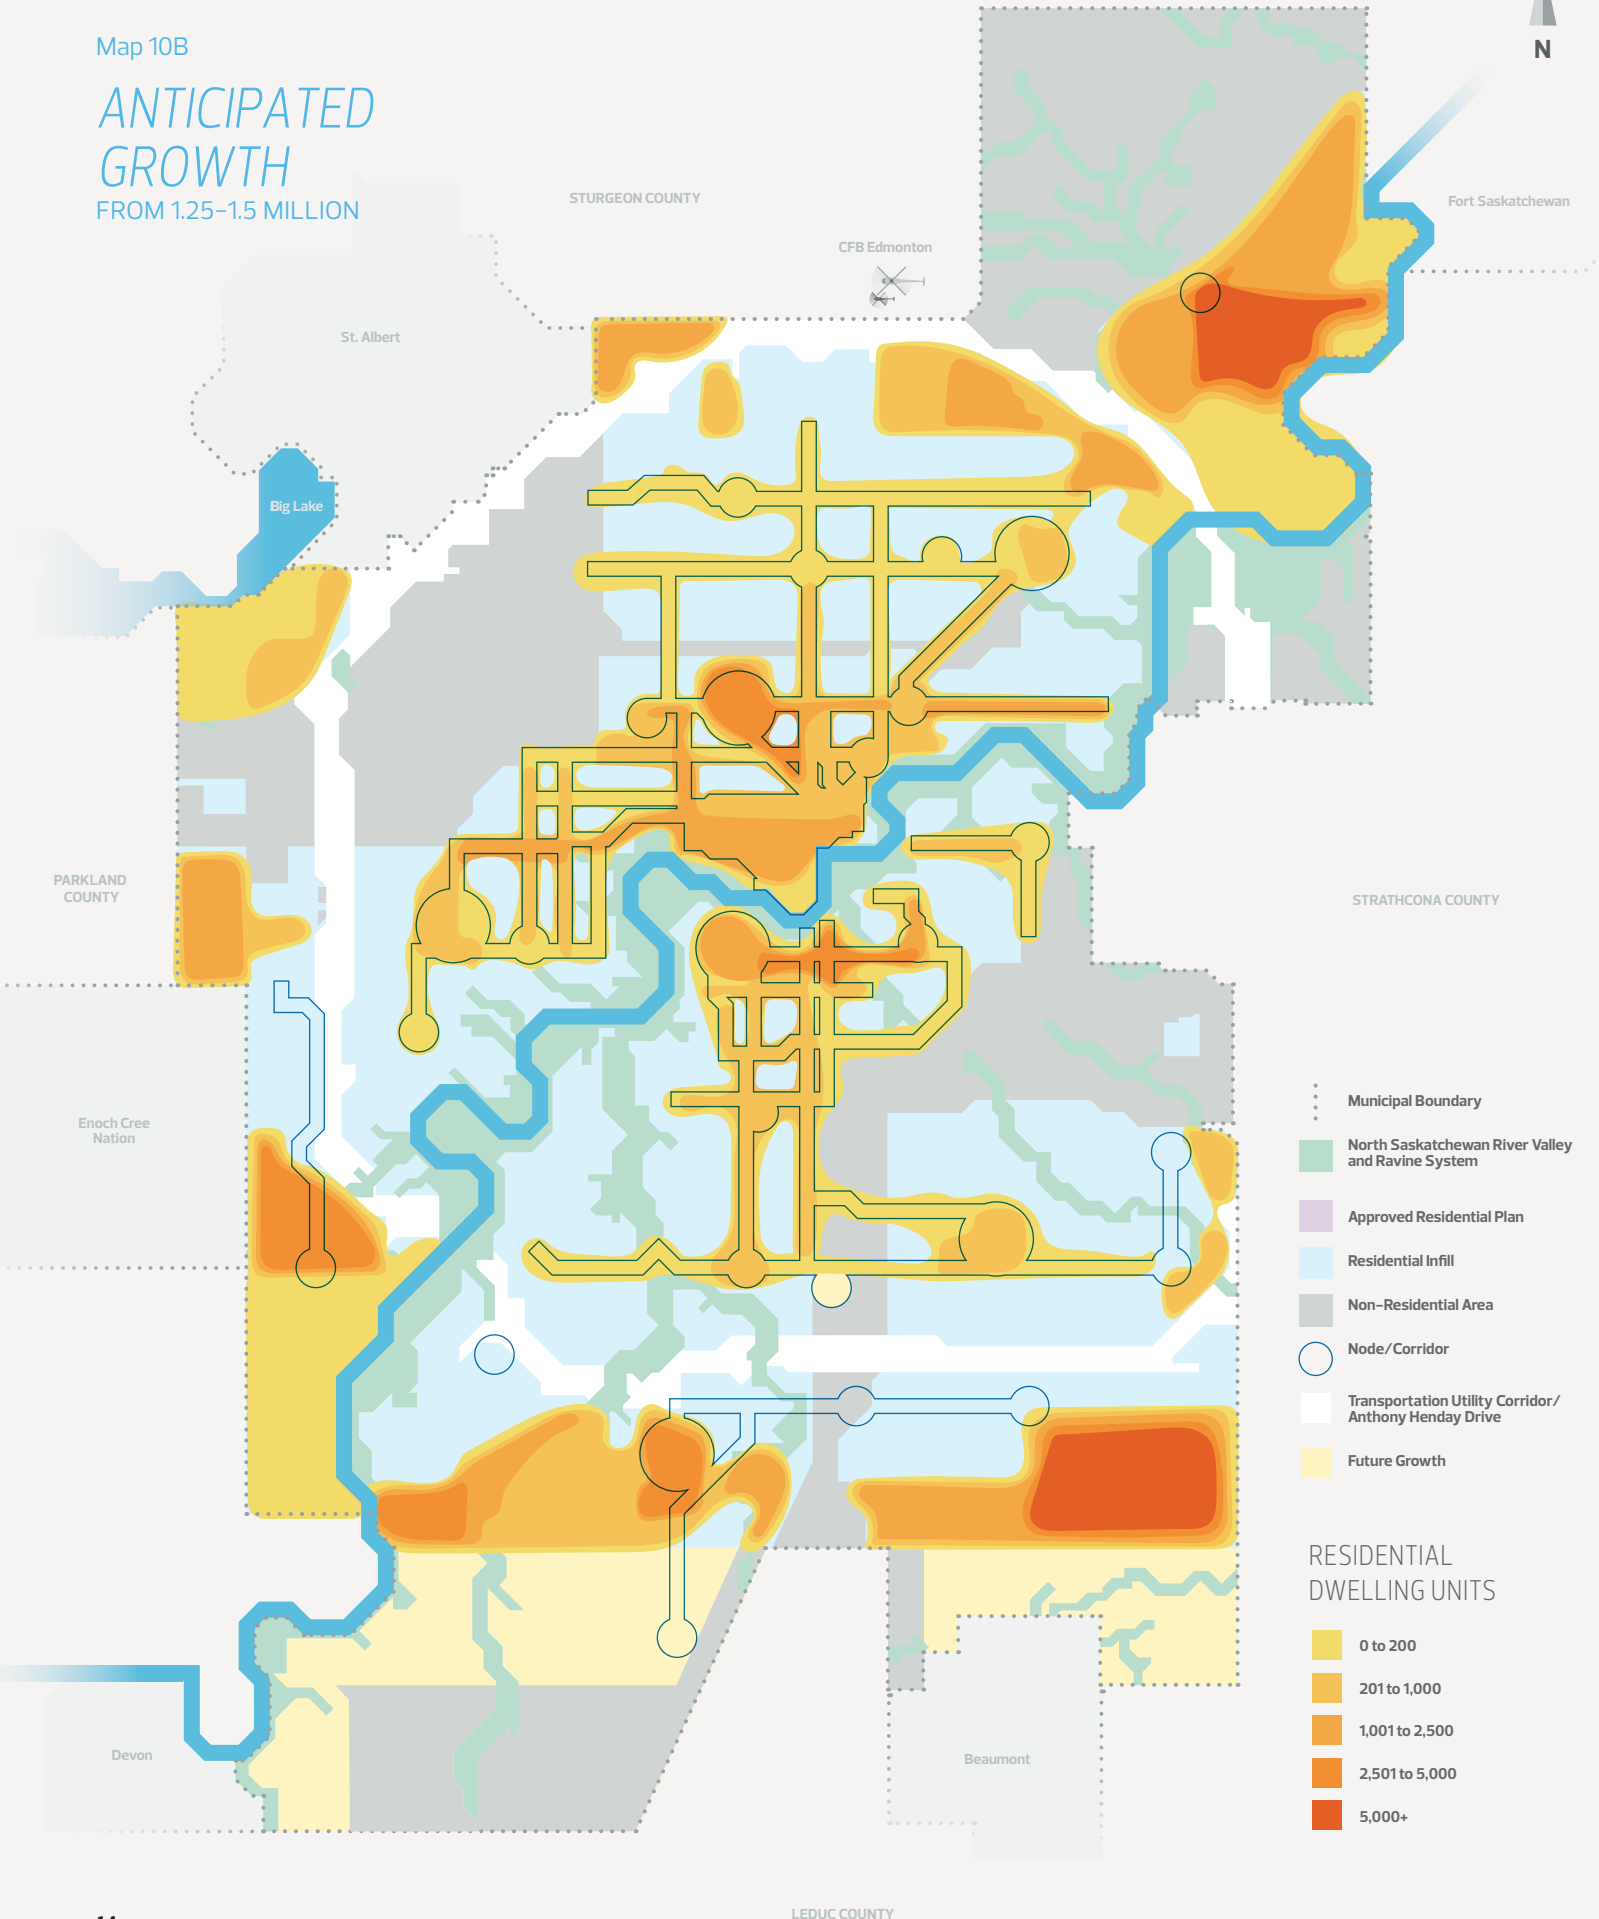 Map 10B
ANTICIPATED
GROWTH
FROM 1.25–1.5 MILLION
N
STURGEON COUNTY
CFB Edmonton
Fort Saskatchewan
St. Albert
Big Lake
PARKLAND
COUNTY
STRATHCONA COUNTY
Enoch Cree
Nation
Municipal Boundary
North Saskatchewan River Valley
and Ravine System
Approved Residential Plan
Residential Infill
Non-Residential Area
Node/Corridor
Transportation Utility Corridor/
Anthony Henday Drive
Future Growth
RESIDENTIAL
DWELLING UNITS
0 to 200
201 to 1,000
1,001 to 2,500
2,501 to 5,000
5,000+
Devon
Beaumont
LEDUC COUNTY